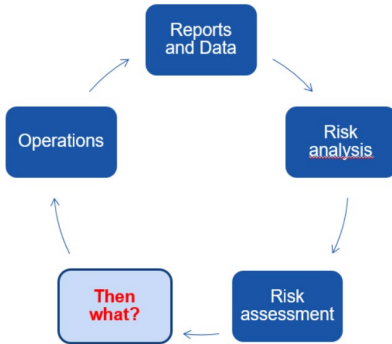 Reports
and Data
Risk
analysis
Risk
assessment
Then
what?
Operations